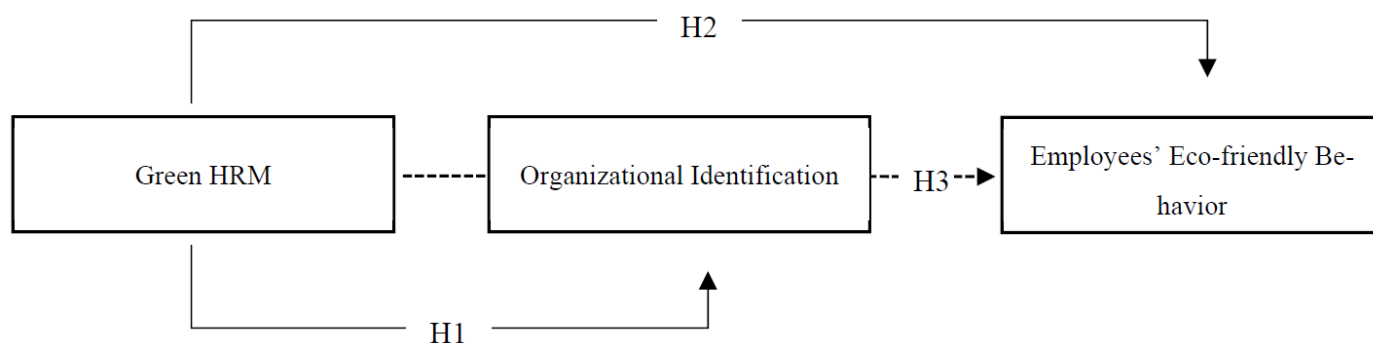 H2
Green HRM
Organizational Identification
H3
Employees’ Eco-friendly Be-
havior
H1